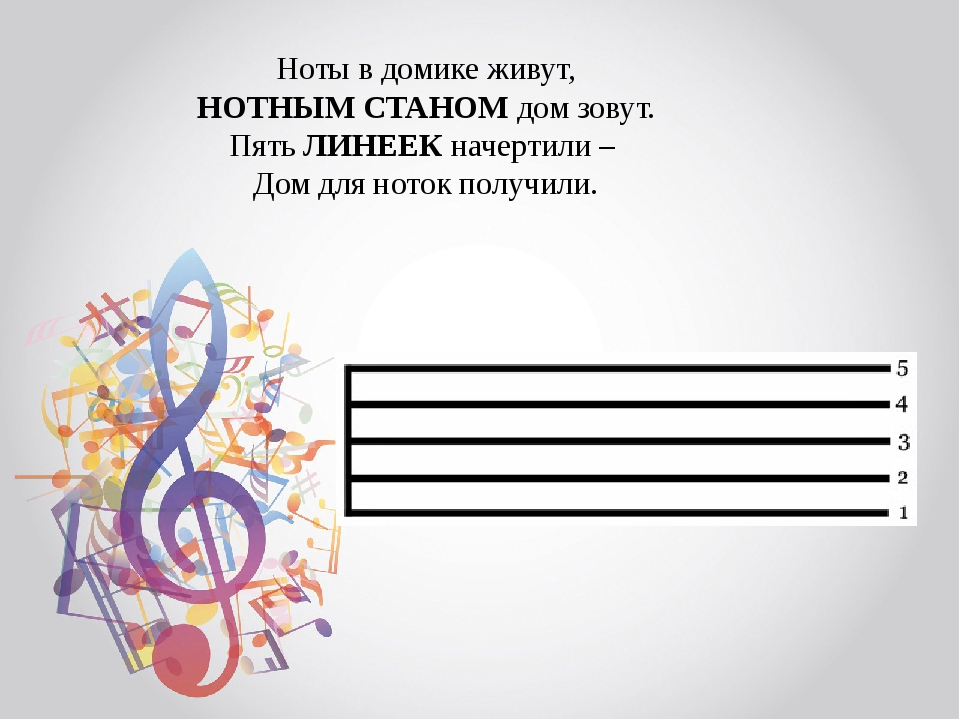 Ноты в домике живут,
НОТНЫМ СТАНОМ дом зовут.
Пять ЛИНЕЕК начертили –
Дом для ноток получили.
5
4
3
2
1